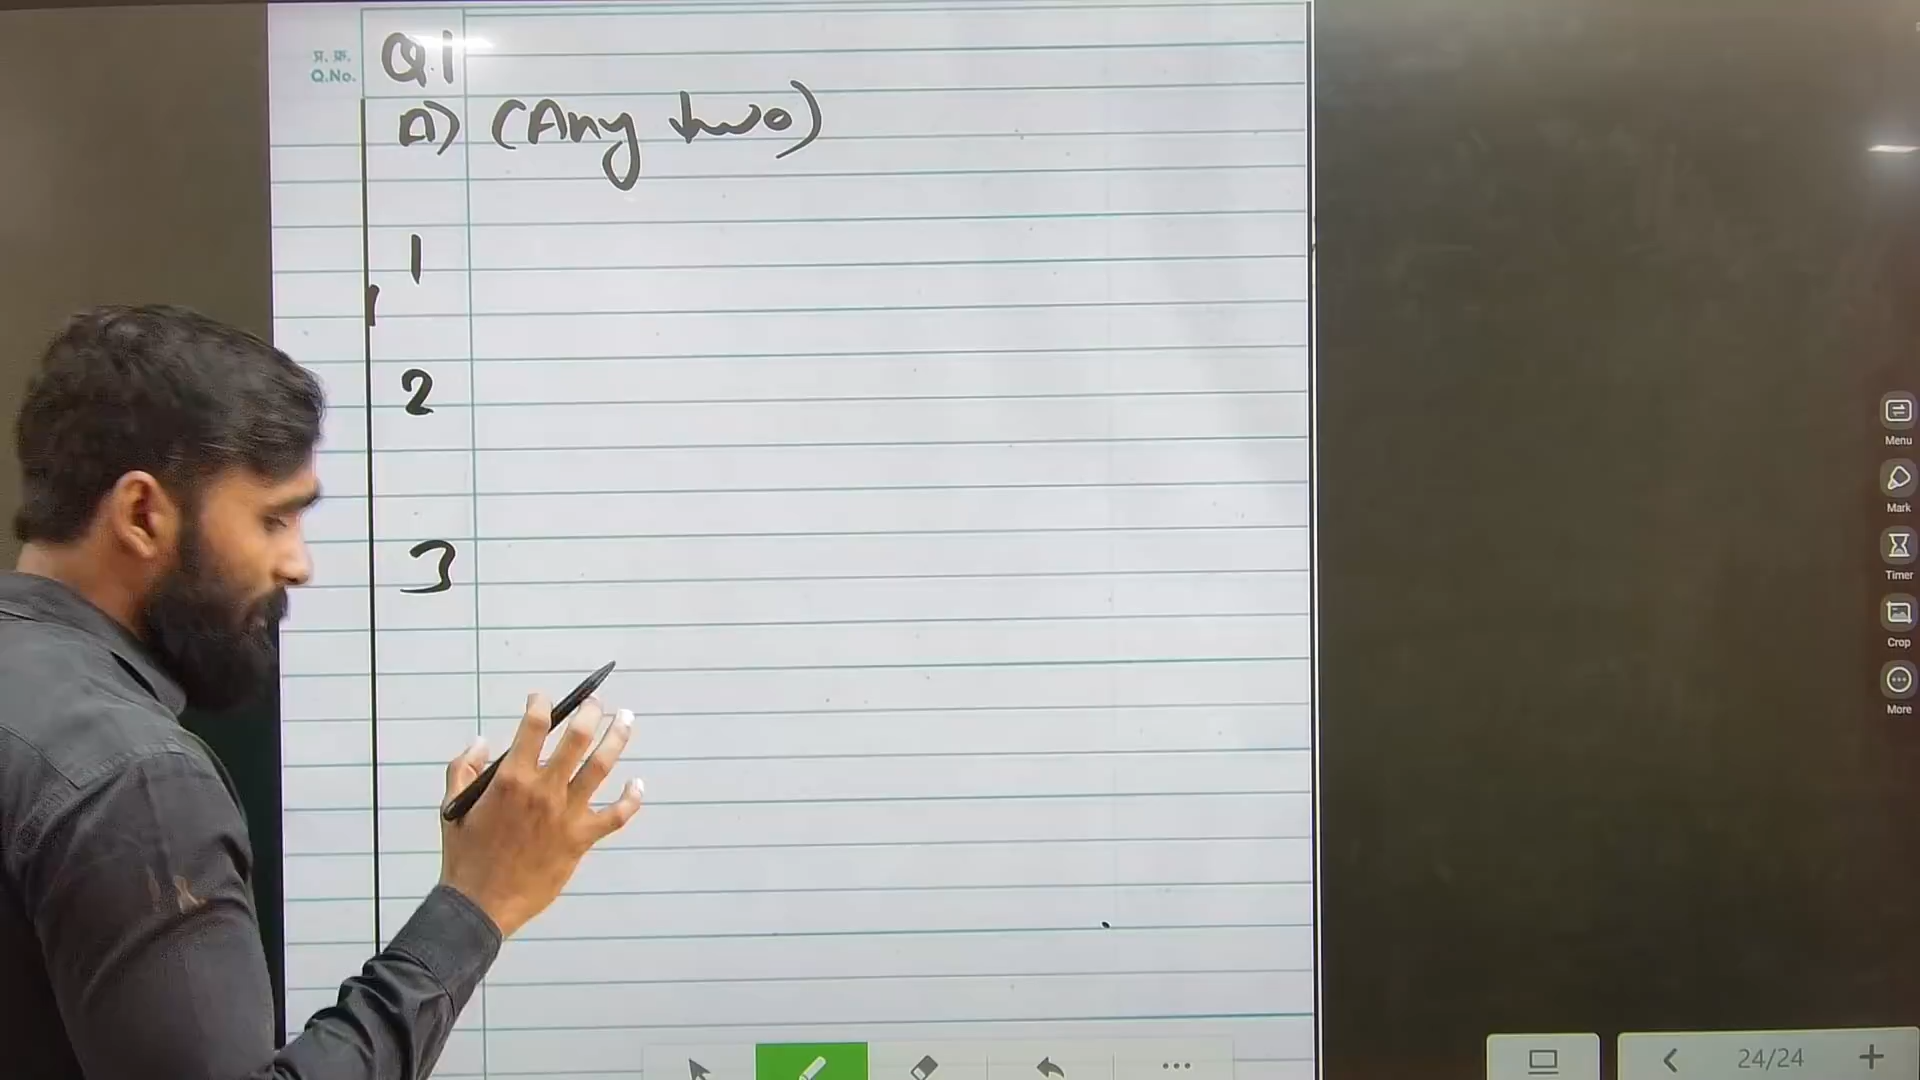 प्र. क्र.
Q.No.
Q.1
A) (Any two)
1
2
3
Menu
Mark
Timer
Crop
More
24/24